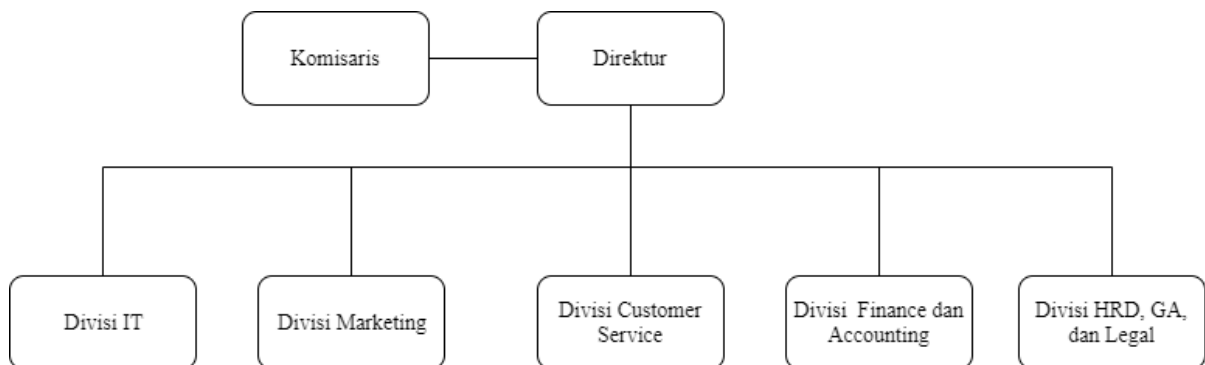 Komisaris
Direktur
Divisi IT
Divisi Marketing
Divisi Customer
Service
Divisi Finance dan
Accounting
Divisi HRD, GA,
dan Legal